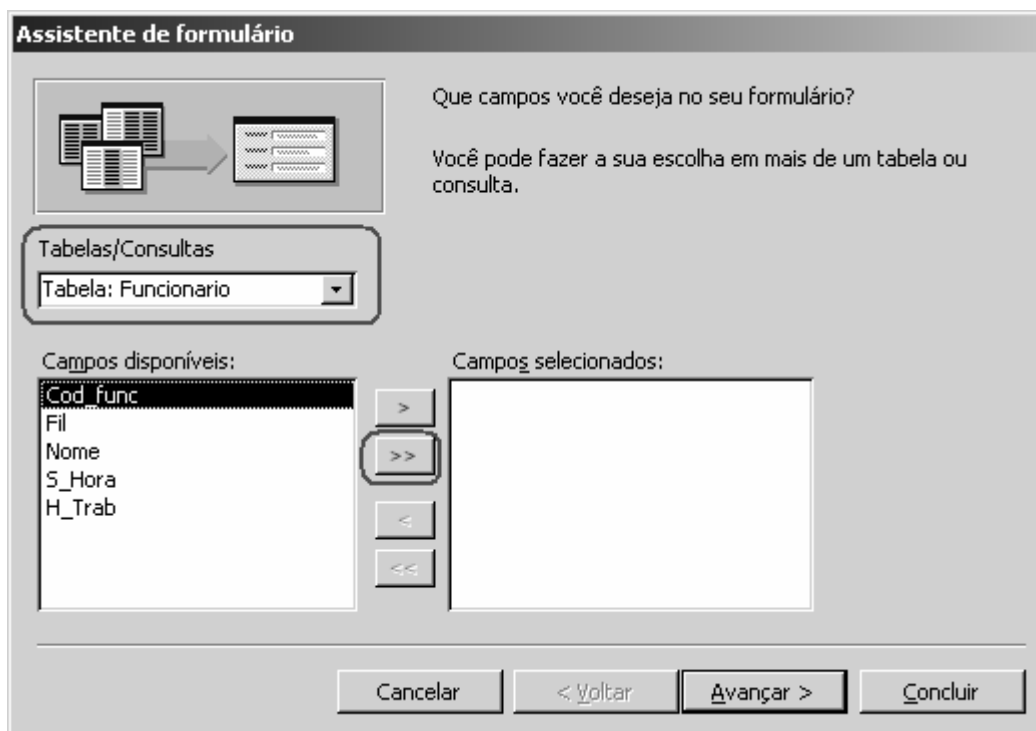 Assistente de formulário
Que campos você deseja no seu formulário?
Você pode fazer a sua escolha em mais de um tabela ou
consulta.
Tabelas/Consultas
Tabela: Funcionario
Campos disponíveis:
Campos selecionados:
Cod_func
Fil
Nome
S_Hora
H_Trab
>
>>
<
<<
Cancelar
< Voltar
Avançar >
Concluir